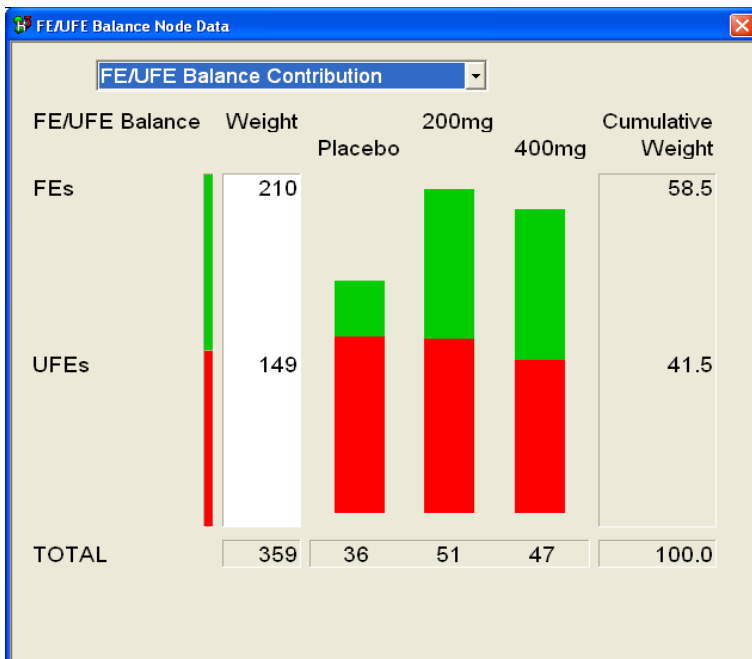 FE/UFE Balance Node Data
FE/UFE Balance Contribution
FE/UFE Balance Weight 200mg Cumulative
Placebo 400mg Weight
FEs 210 58.5
UFEs 149 41.5
TOTAL 359 36 51 47 100.0